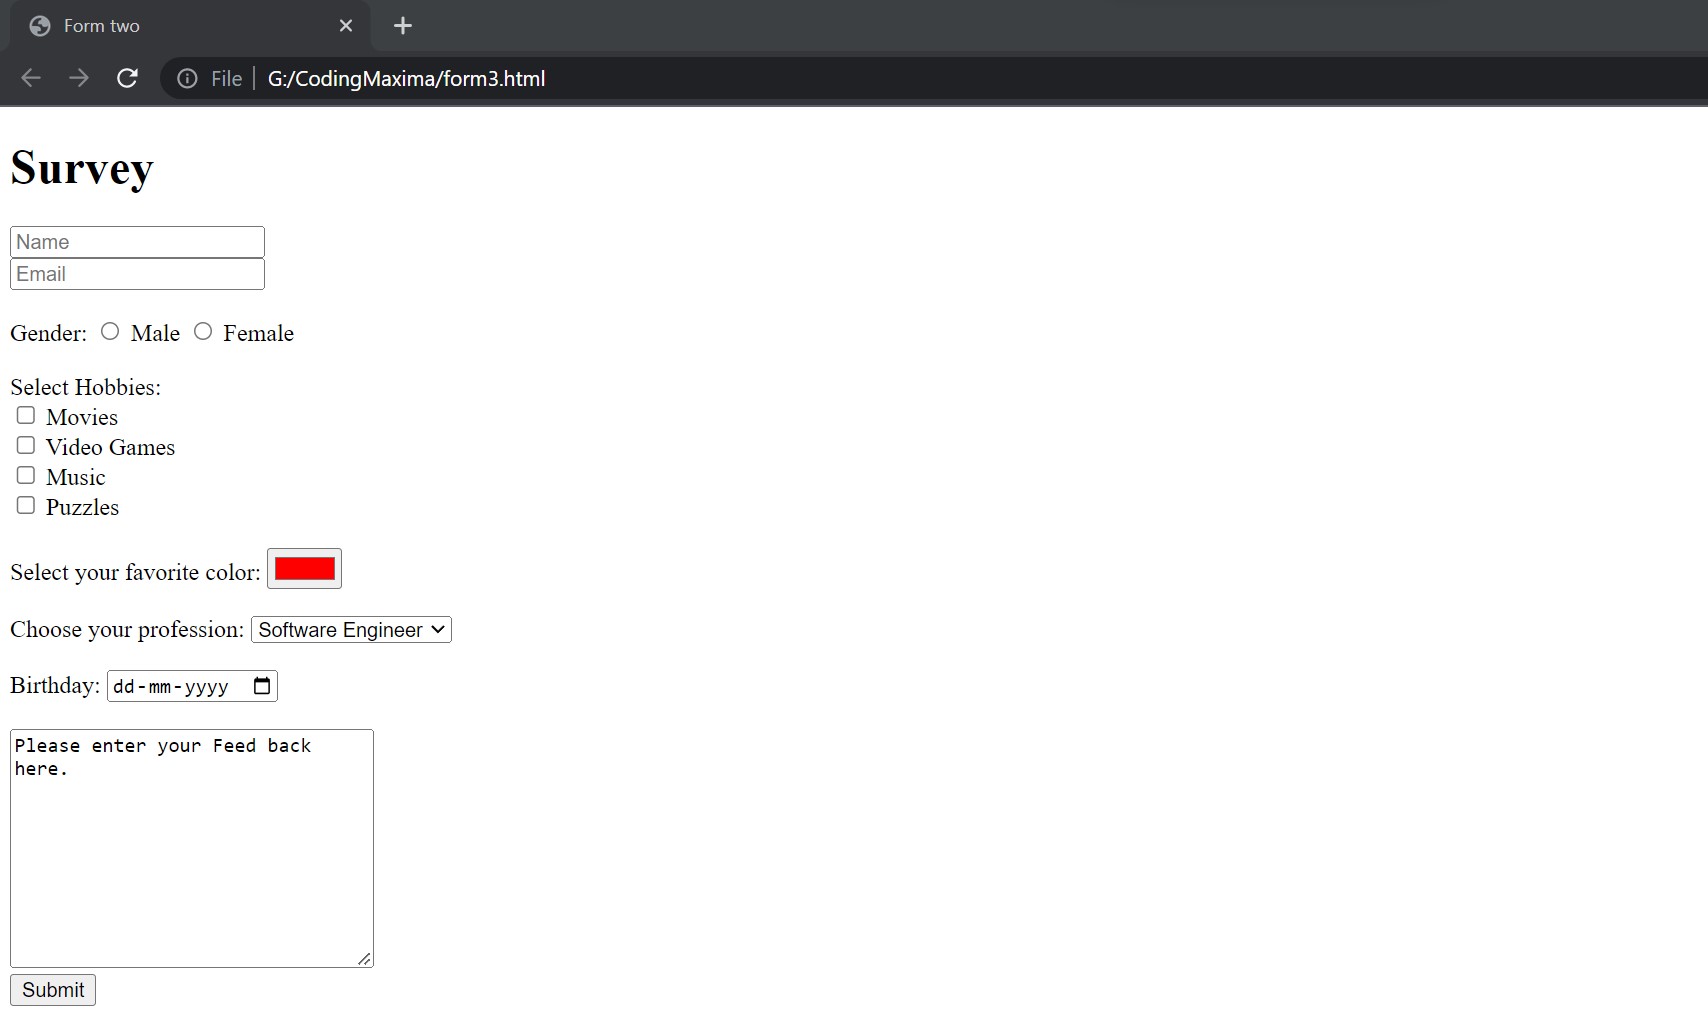 Form two
File G:/CodingMaxima/form3.html
Survey
Name
Email
Gender: Male Female
Select Hobbies:
Movies
Video Games
Music
Puzzles
Select your favorite color:
Choose your profession: Software Engineer
Birthday: dd-mm-yyyy
Please enter your Feed back
here.
Submit